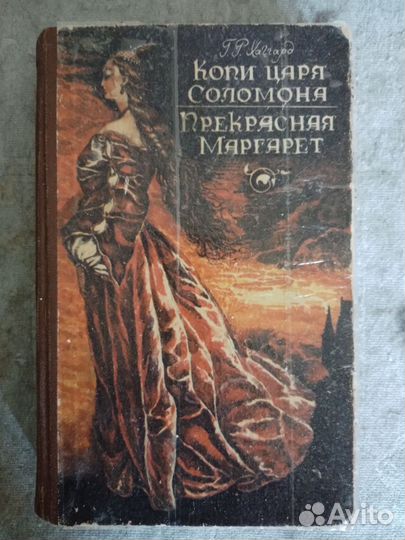 Г. Р. Хаггард
Копи царя
Соломона
Прекрасная
Маргарет
Avito